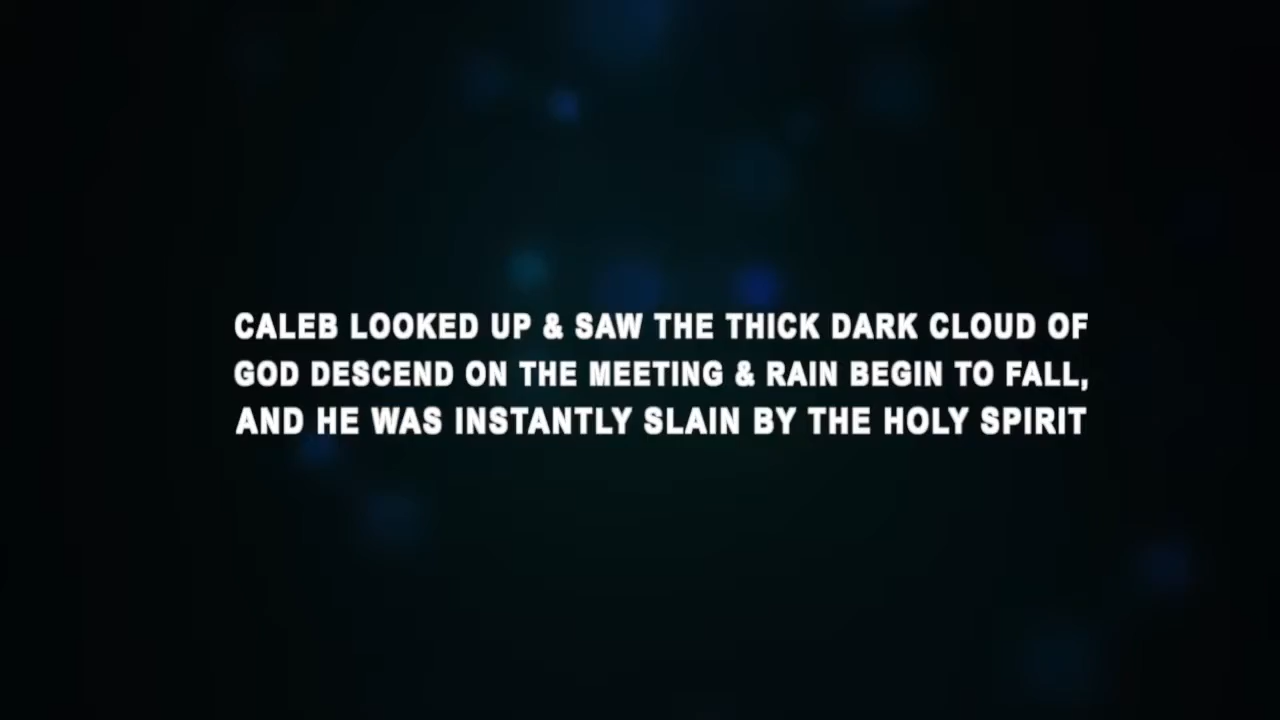 CALEB LOOKED UP & SAW THE THICK DARK CLOUD OF
GOD DESCEND ON THE MEETING & RAIN BEGIN TO FALL,
AND HE WAS INSTANTLY SLAIN BY THE HOLY SPIRIT